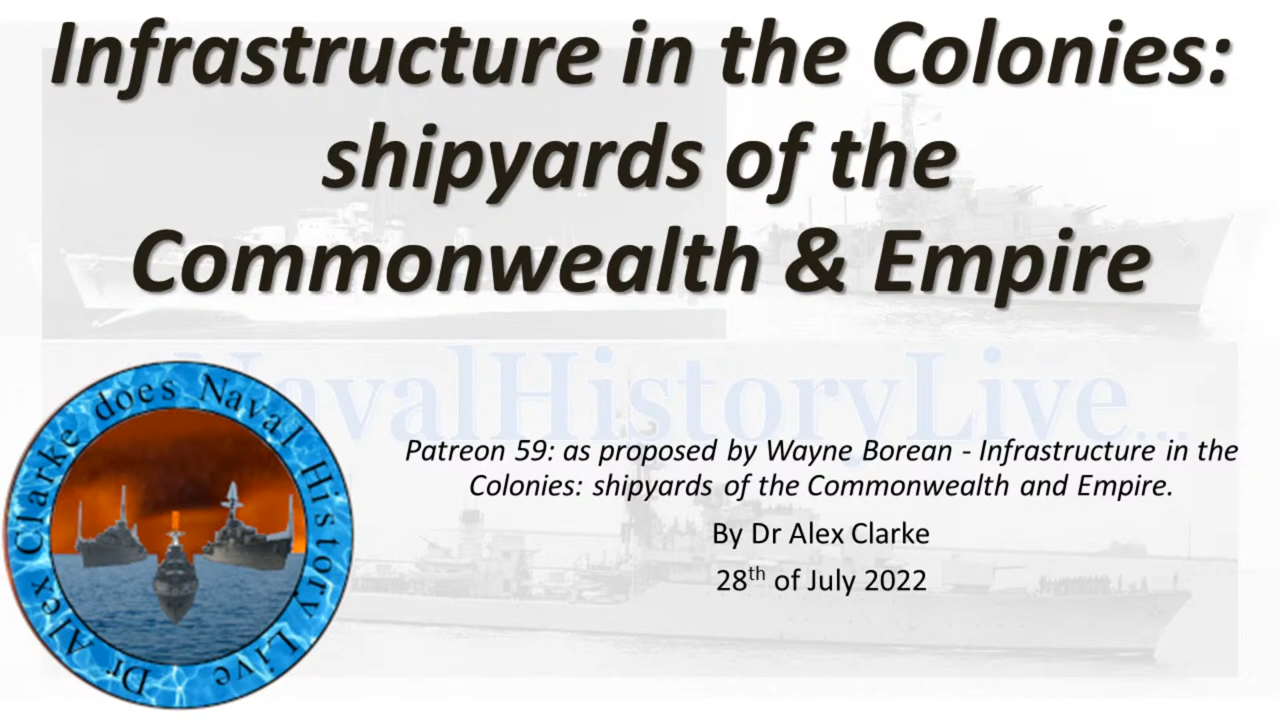 Infrastructure in the Colonies:
shipyards of the
Commonwealth & Empire
NavalHistoryLive...
Dr Alex Clarke does Naval History Live
Patreon 59: as proposed by Wayne Borean - Infrastructure in the
Colonies: shipyards of the Commonwealth and Empire.
By Dr Alex Clarke
28th of July 2022